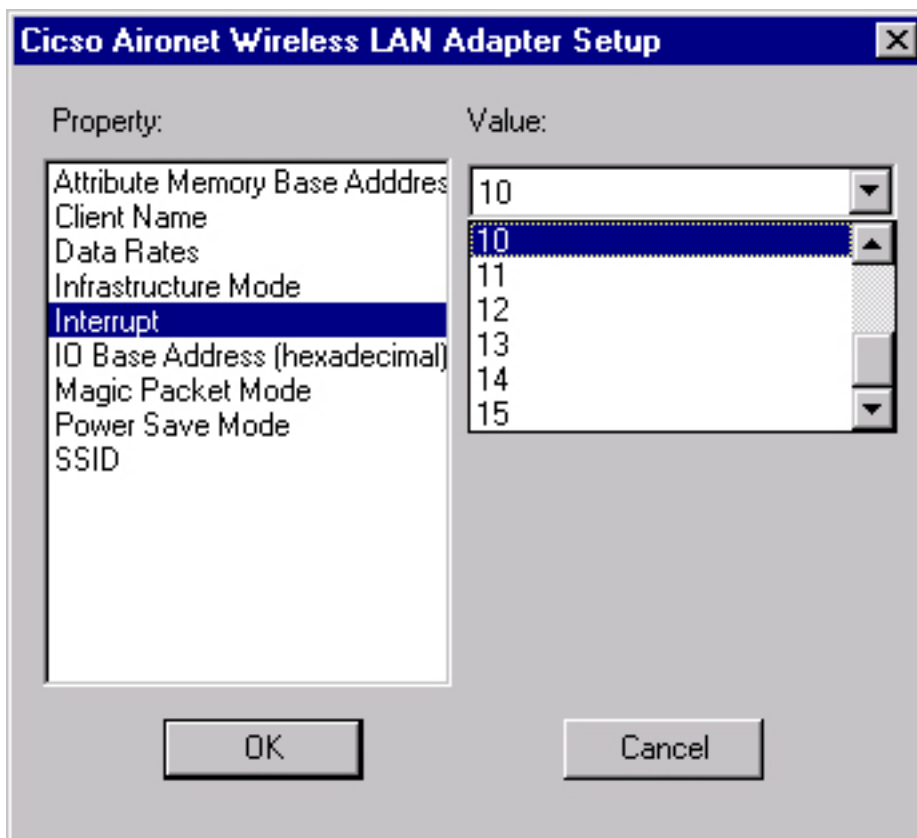 Cicso Aironet Wireless LAN Adapter Setup
Property:
Value:
Attribute Memory Base Adddres
Client Name
Data Rates
Infrastructure Mode
Interrupt
IO Base Address (hexadecimal)
Magic Packet Mode
Power Save Mode
SSID
10
10
11
12
13
14
15
OK
Cancel